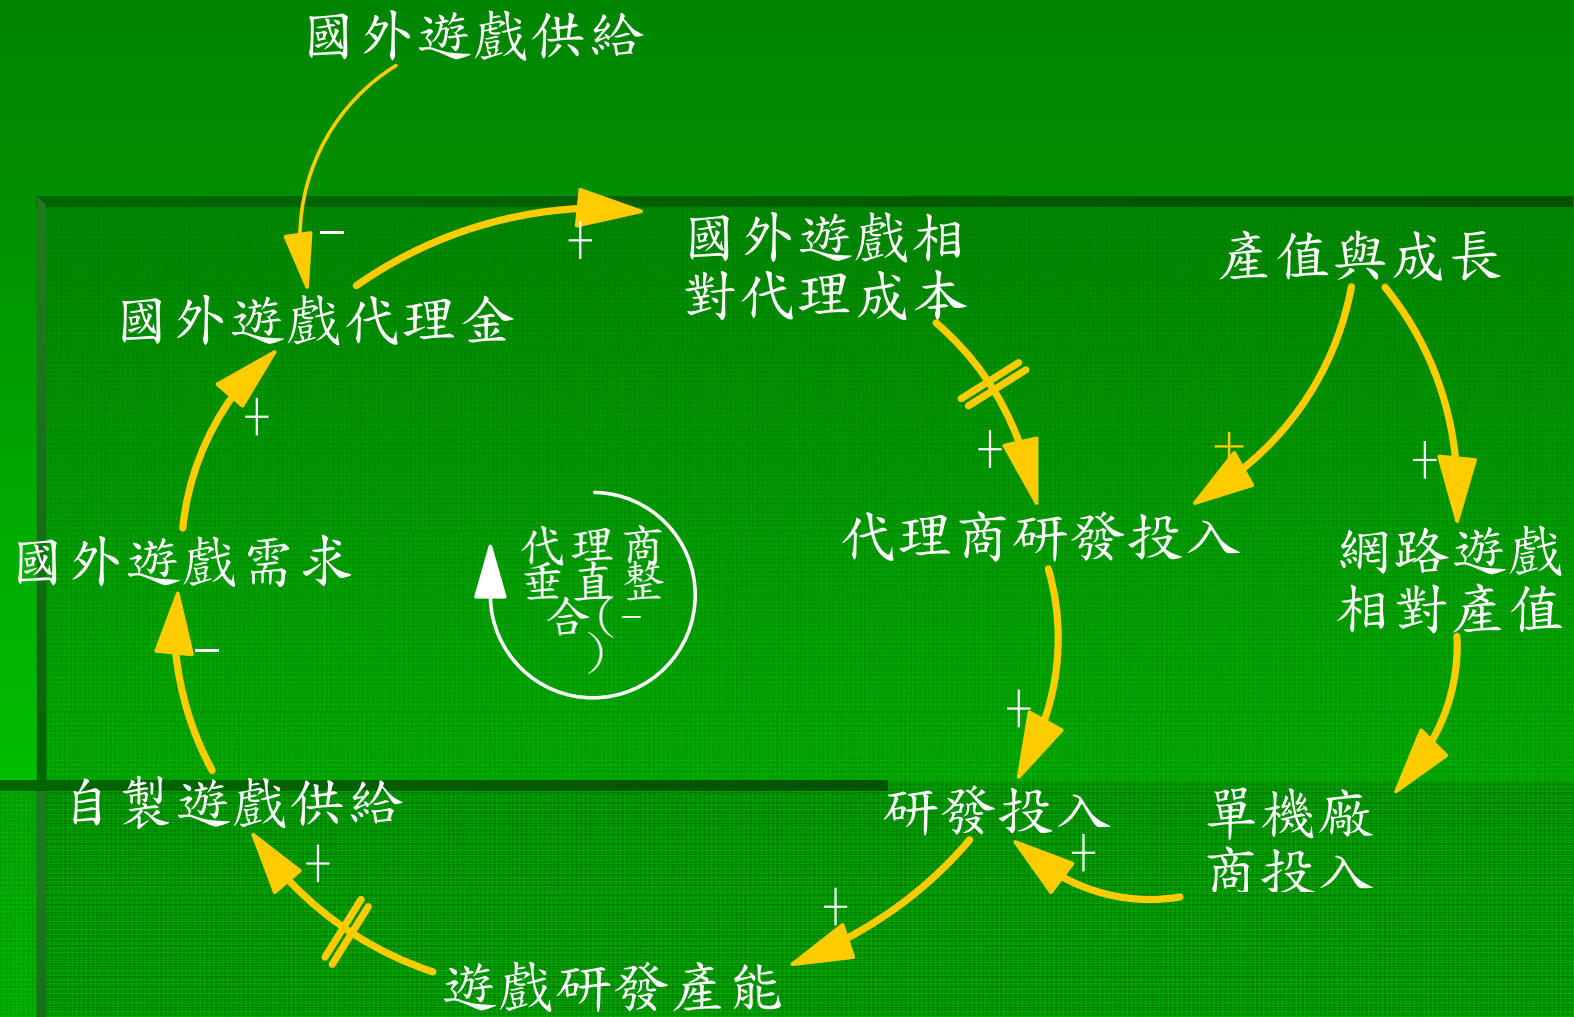 國外遊戲供給
−
+
國外遊戲相
對代理成本
產值與成長
國外遊戲代理金
+
+
+
+
代理商研發投入
國外遊戲需求
代理商
垂直整
合(−
)
網路遊戲
相對產值
−
+
自製遊戲供給
研發投入
單機廠
商投入
+
+
+
遊戲研發產能